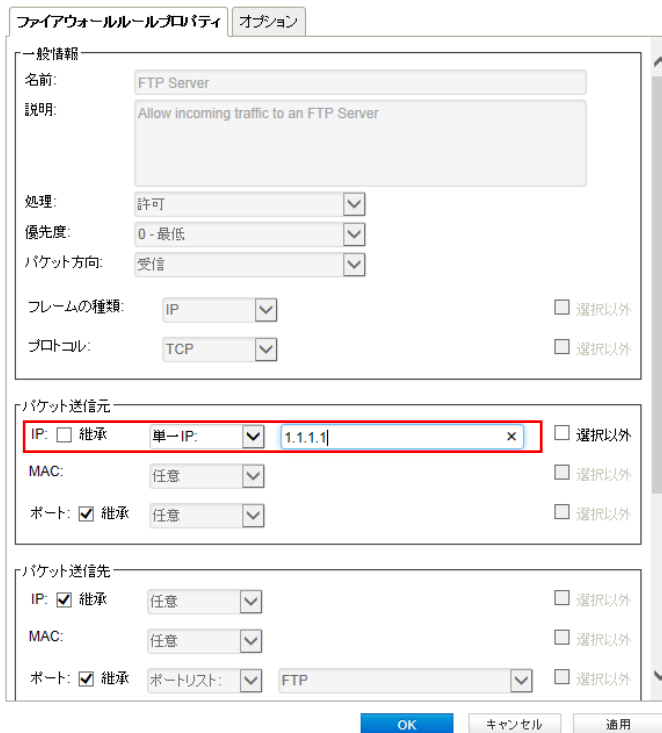 ファイアウォールルールプロパティ オプション
一般情報
名前: FTP Server
説明: Allow incoming traffic to an FTP Server
処理: 許可
優先度: 0 - 最低
パケット方向: 受信
フレームの種類: IP 選択以外
プロトコル: TCP 選択以外
パケット送信元
IP: 継承 単一IP: 1.1.1.1 × 選択以外
MAC: 任意 選択以外
ポート: 継承 任意 選択以外
パケット送信先
IP: 継承 任意 選択以外
MAC: 任意 選択以外
ポート: 継承 ポートリスト: FTP 選択以外
OK キャンセル 適用